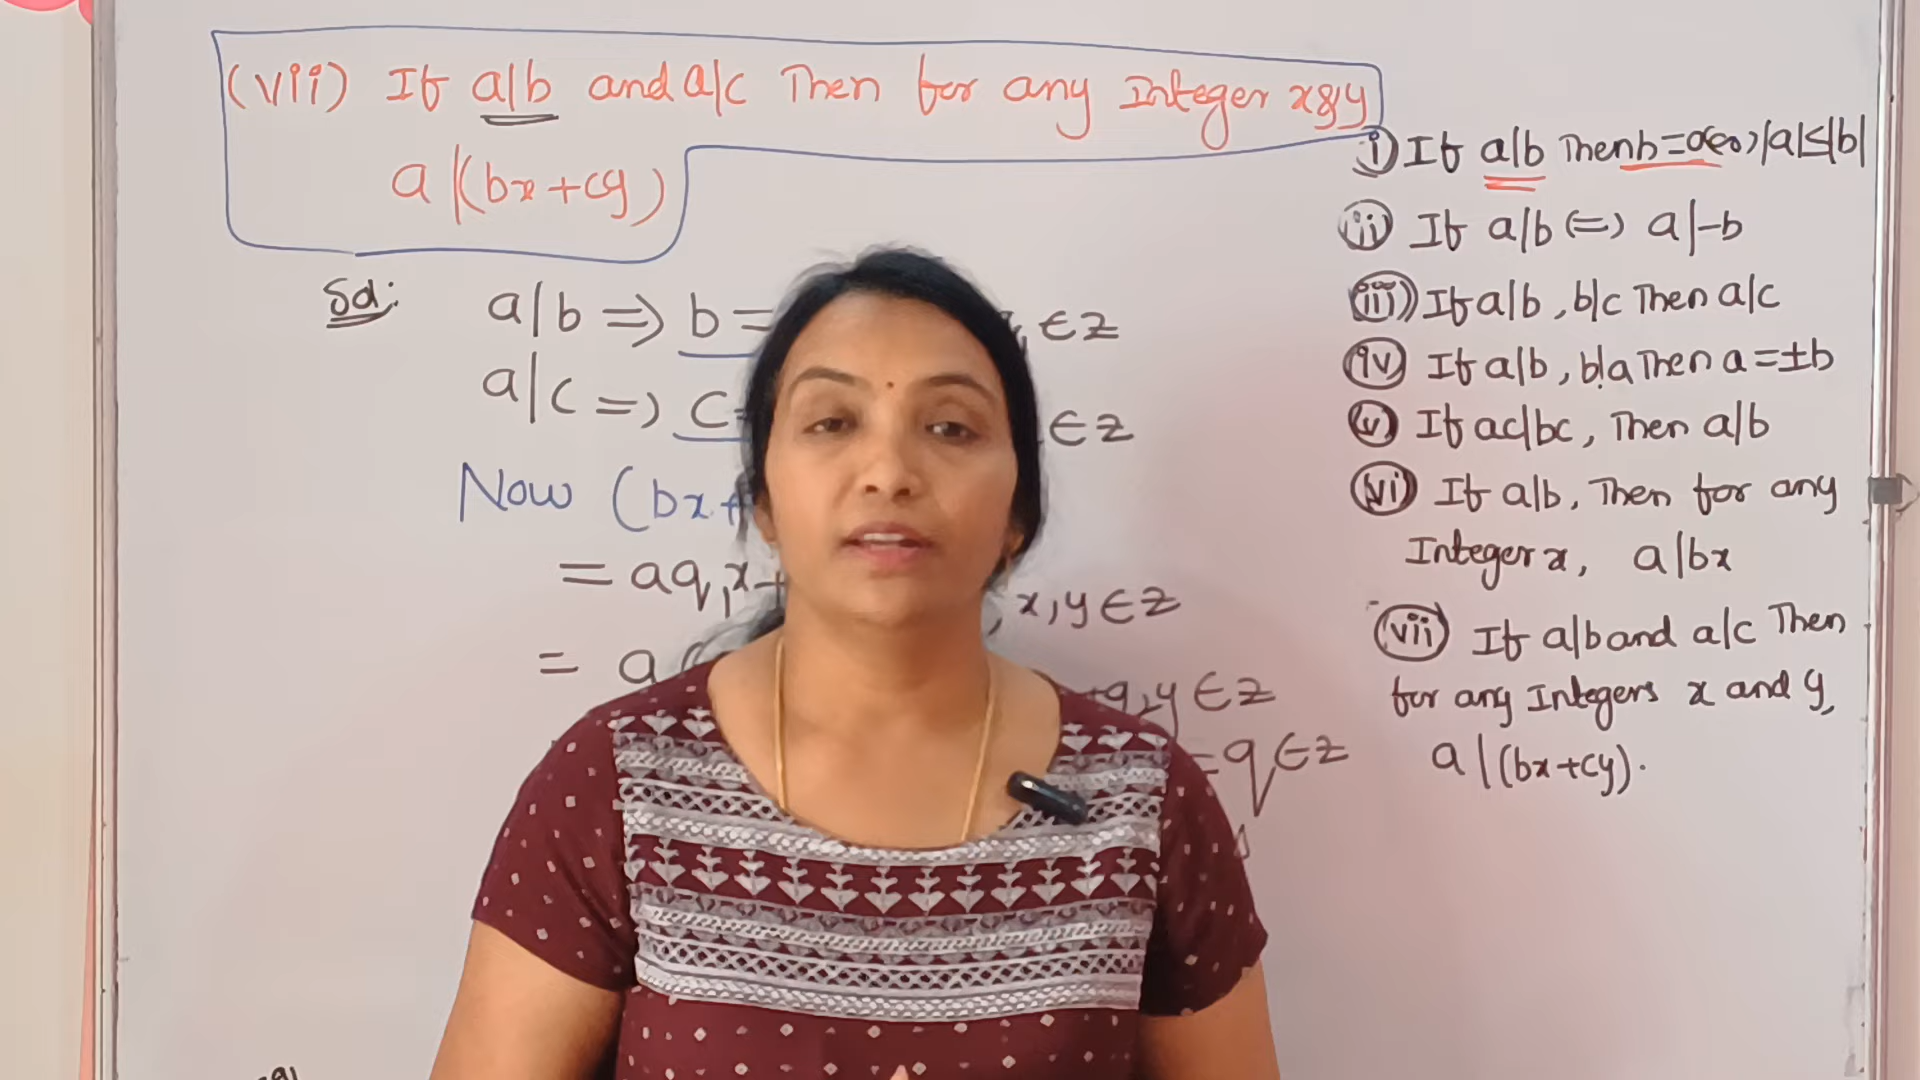 (vii) If a|b and a|c Then for any Integer x&y
a|(bx+cy)
Sol:
a|b => b= ∈z
a|c => c= ∈z
Now (bx+
= aq₁x+ , x,y∈z
= a( +q₂y∈z
=q∈z
i) If a|b Then b=0(or)|a|≤|b|
ii) If a|b <=> a|-b
iii) If a|b, b|c Then a|c
iv) If a|b, b|a Then a=±b
v) If ac|bc, Then a|b
vi) If a|b, Then for any
Integer x, a|bx
vii) If a|b and a|c Then
for any Integers x and y,
a|(bx+cy).